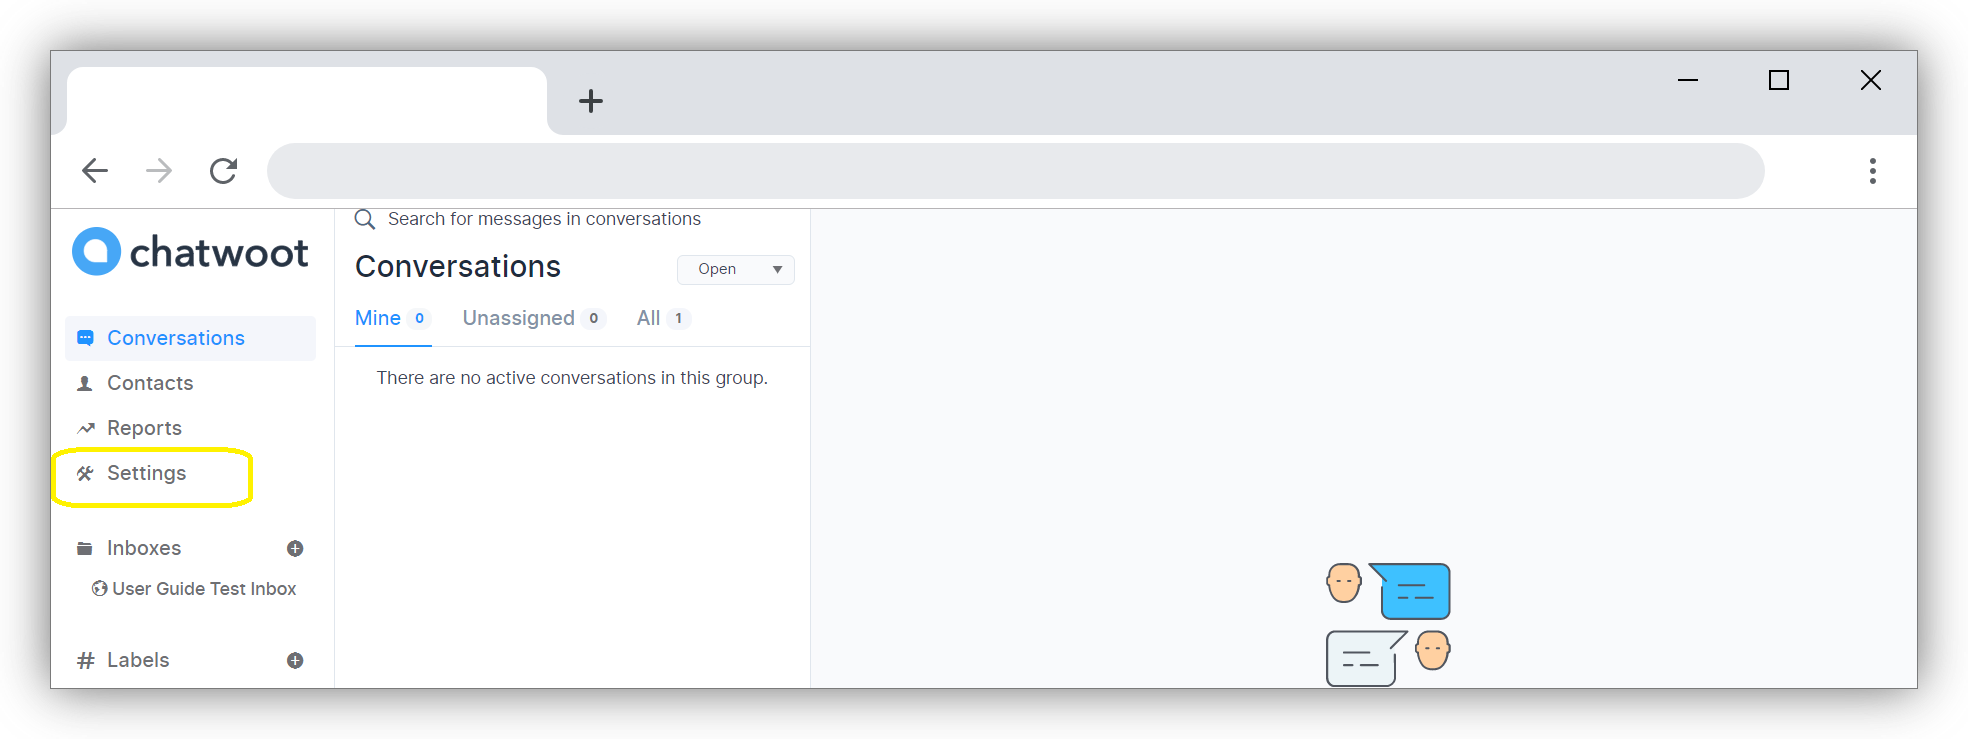 chatwoot
Conversations
Contacts
Reports
Settings
Inboxes
User Guide Test Inbox
Labels
Search for messages in conversations
Conversations
Open
Mine 0 Unassigned 0 All 1
There are no active conversations in this group.